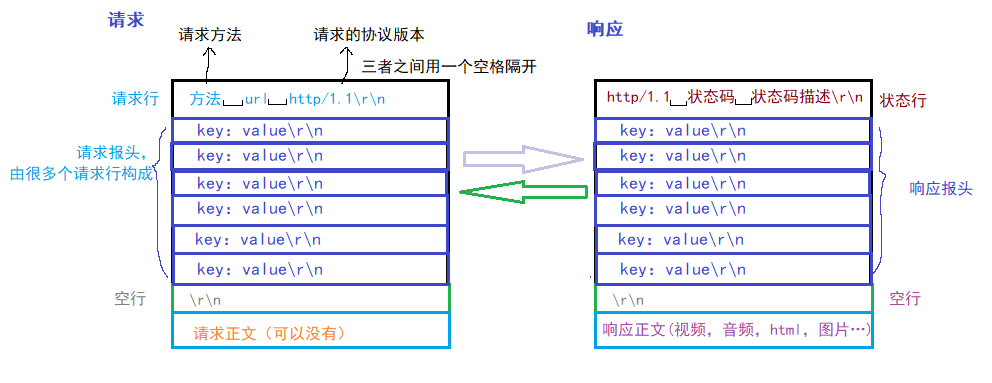 请求
请求方法
请求的协议版本
三者之间用一个空格隔开
请求行
方法 url http/1.1\r\n
请求报头，
由很多个请求行构成
key: value\r\n
key: value\r\n
key: value\r\n
key: value\r\n
key: value\r\n
key: value\r\n
空行
\r\n
请求正文（可以没有）
响应
http/1.1 状态码 状态码描述\r\n
状态行
key: value\r\n
key: value\r\n
key: value\r\n
key: value\r\n
key: value\r\n
key: value\r\n
响应报头
\r\n
空行
响应正文(视频，音频，html，图片…)